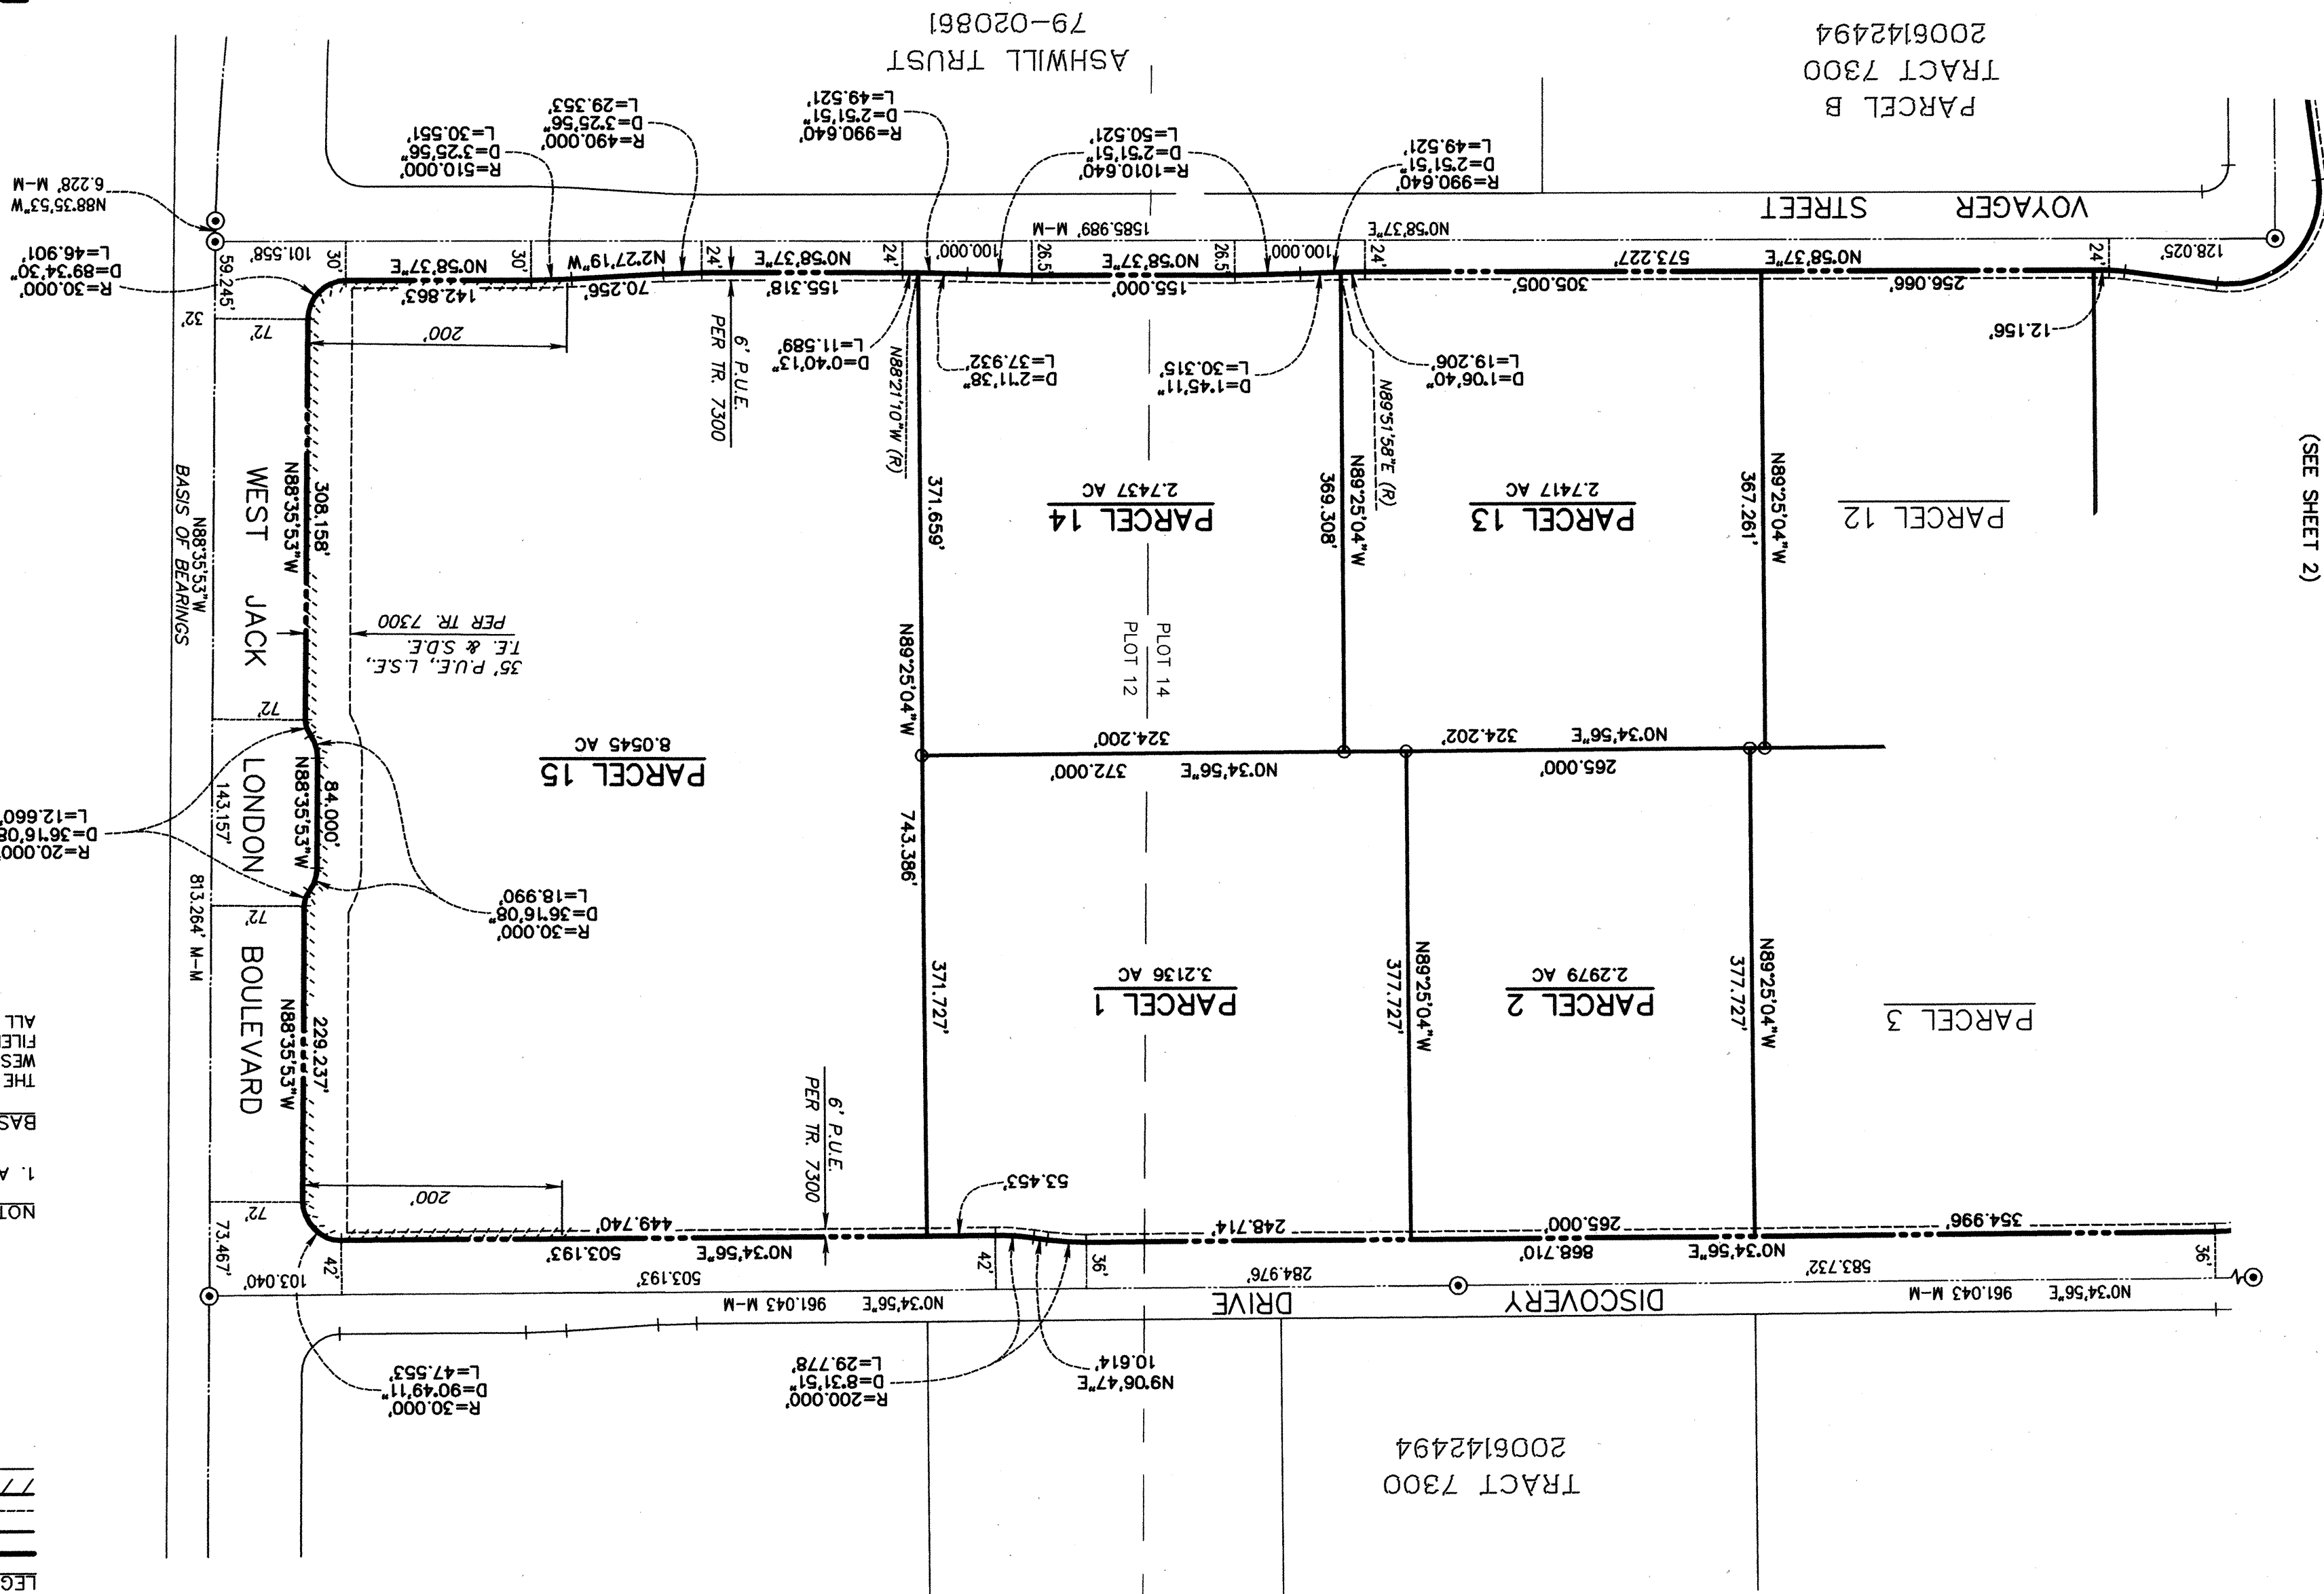 TRACT 7300
2006142494
LEG
R=30.000'
D=90°49'11"
L=47.553'
R=200.000'
D=8°31'51"
L=29.778'
N9°06'47"E
10.614'
DISCOVERY DRIVE
N0°34'56"E 961.043 M-M
N0°34'56"E 961.043 M-M
583.732'
284.976'
503.193'
103.040'
73.467'
36'
36'
42'
42'
72'
N0°34'56"E 868.710'
N0°34'56"E 503.193'
354.996'
265.000'
248.714'
53.453'
449.740'
200'
6' P.U.E.
PER TR. 7300
NOT
1. A
BAS
THE
WES
FILE
ALL
PARCEL 3
PARCEL 2
2.2979 AC
PARCEL 1
3.2136 AC
N89°25'04"W
377.727'
N89°25'04"W
377.727'
371.727'
743.386'
N89°25'04"W
371.659'
265.000'
N0°34'56"E 372.000'
N0°34'56"E 324.202'
324.200'
PLOT 14
PLOT 12
PARCEL 15
8.0545 AC
PARCEL 12
PARCEL 13
2.7417 AC
PARCEL 14
2.7437 AC
N89°25'04"W
367.261'
N89°25'04"W
369.308'
N89°51'58"E (R)
N88°21'10"W (R)
R=30.000'
D=36°16'08"
L=18.990'
R=20.000'
D=36°16'08
L=12.660'
WEST JACK LONDON BOULEVARD
N88°35'53"W
308.158'
N88°35'53"W
84.000'
N88°35'53"W
229.237'
143.157'
813.264' M-M
N88°35'53"W
BASIS OF BEARINGS
72'
72'
72'
32'
59.245'
35' P.U.E., L.S.E.,
T.E. & S.D.E.
PER TR. 7300
6' P.U.E.
PER TR. 7300
(SEE SHEET 2)
12.156'
D=1°06'40"
L=19.206'
D=1°45'11"
L=30.315'
D=2°11'38"
L=37.932'
D=0°40'13"
L=11.589'
200'
256.066'
305.005'
155.000'
155.318'
70.256'
142.863'
N0°58'37"E 573.227'
N0°58'37"E
N0°58'37"E
N2°27'19"W
N0°58'37"E
128.025'
24'
24'
100.000'
26.5'
26.5'
100.000'
24'
24'
30'
30'
101.558'
VOYAGER STREET
N0°58'37"E 1585.989' M-M
N88°35'53"W
6.228' M-M
R=30.000'
D=89°34'30"
L=46.901'
R=990.640'
D=2°51'51"
L=49.521'
R=1010.640'
D=2°51'51"
L=50.521'
R=990.640'
D=2°51'51"
L=49.521'
R=490.000'
D=3°25'56"
L=29.353'
R=510.000'
D=3°25'56"
L=30.551'
PARCEL B
TRACT 7300
2006142494
ASHWILL TRUST
79-020861